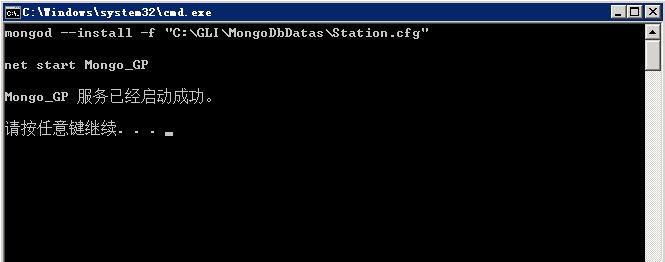 C:\Windows\system32\cmd.exe
mongod --install -f "C:\GLI\MongoDbDatas\Station.cfg"
net start Mongo_GP
Mongo_GP 服务已经启动成功。
请按任意键继续. . .